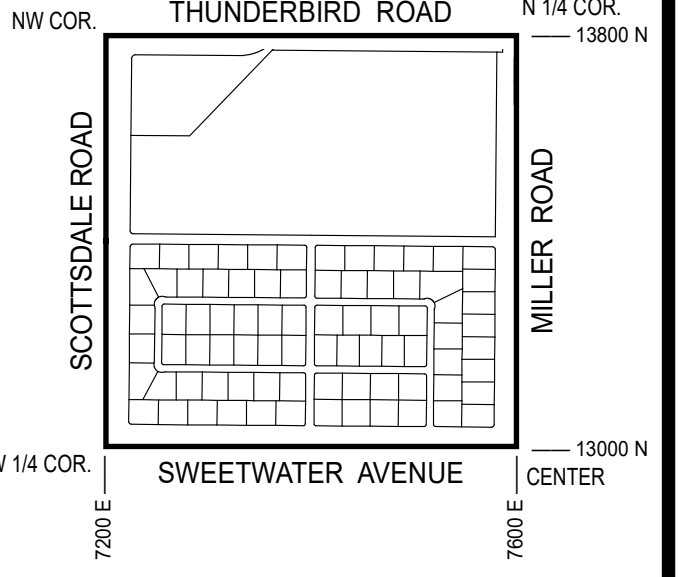 THUNDERBIRD ROAD
N 1/4 COR.
NW COR.
13800 N
SCOTTSDALE ROAD
MILLER ROAD
1/4 COR.
SWEETWATER AVENUE
13000 N
CENTER
7200 E
7600 E